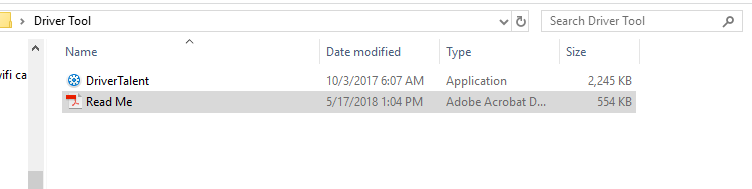 Driver Tool
Search Driver Tool
Name Date modified Type Size
DriverTalent 10/3/2017 6:07 AM Application 2,245 KB
Read Me 5/17/2018 1:04 PM Adobe Acrobat D... 554 KB
ifi ca